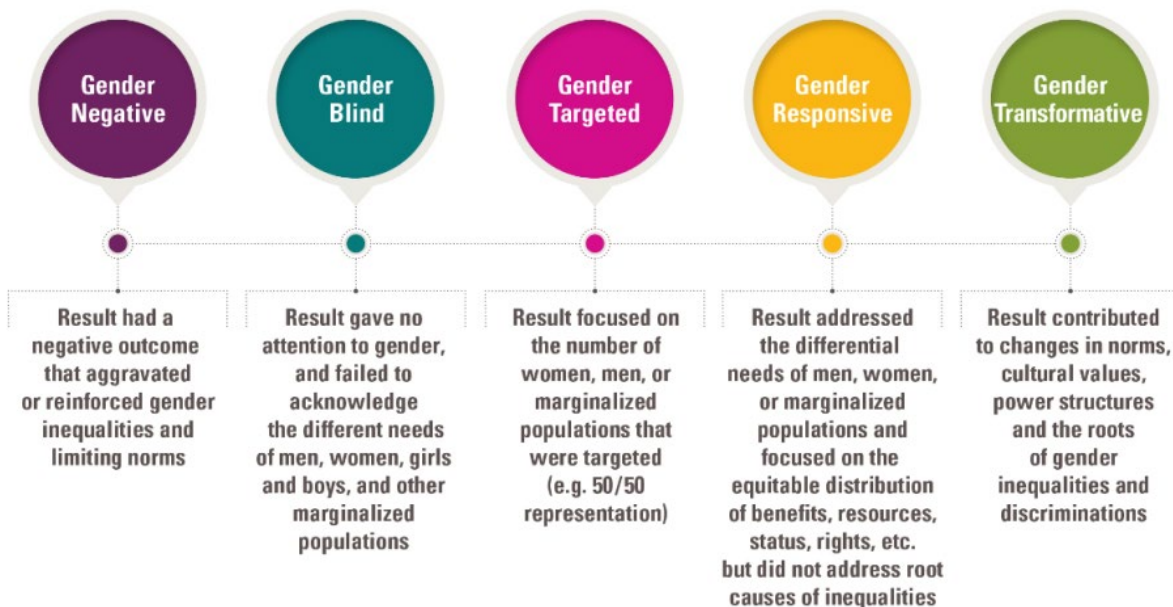 Gender
Negative
Gender
Blind
Gender
Targeted
Gender
Responsive
Gender
Transformative
Result had a
negative outcome
that aggravated
or reinforced gender
inequalities and
limiting norms
Result gave no
attention to gender,
and failed to
acknowledge
the different needs
of men, women, girls
and boys, and other
marginalized
populations
Result focused on
the number of
women, men, or
marginalized
populations that
were targeted
(e.g. 50/50
representation)
Result addressed
the differential
needs of men, women,
or marginalized
populations and
focused on the
equitable distribution
of benefits, resources,
status, rights, etc.
but did not address root
causes of inequalities
Result contributed
to changes in norms,
cultural values,
power structures
and the roots
of gender
inequalities and
discriminations